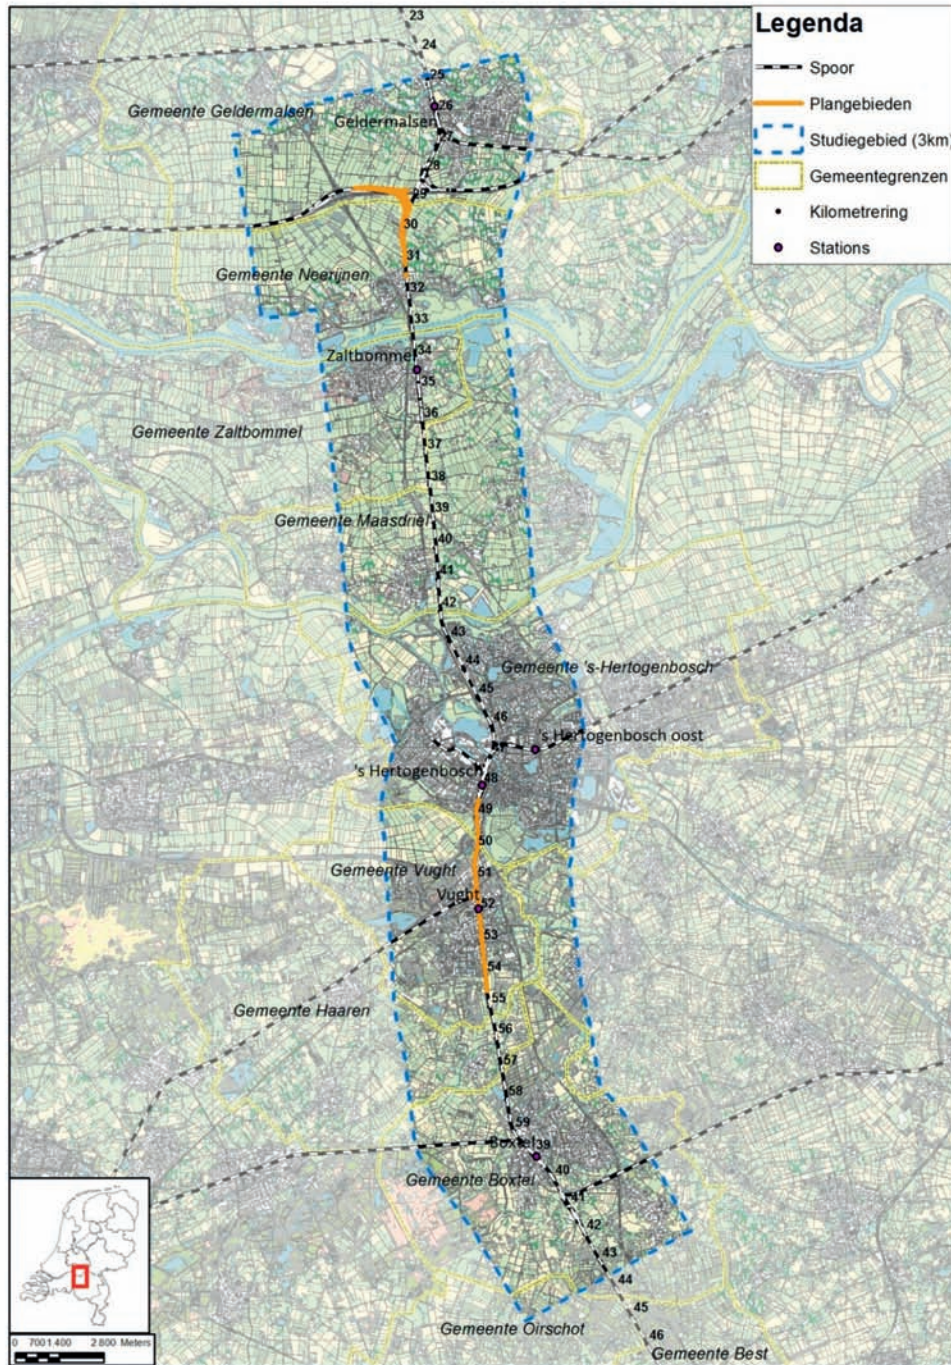 Legenda
Spoor
Plangebieden
Studiegebied (3km)
Gemeentegrenzen
Kilometrering
Stations
23
24
25
Gemeente Geldermalsen
26
Geldermalsen
27
28
29
30
31
Gemeente Neerijnen
32
33
34
Zaltbommel
35
36
Gemeente Zaltbommel
37
38
39
Gemeente Maasdriel
40
41
42
43
44
Gemeente 's-Hertogenbosch
45
46
's Hertogenbosch oost
's Hertogenbosch
48
49
50
Gemeente Vught
51
Vught
52
53
54
55
Gemeente Haaren
56
57
58
59
Boxtel
39
40
Gemeente Boxtel
41
42
43
44
45
Gemeente Oirschot
46
Gemeente Best
0 700 1.400 2.800 Meters